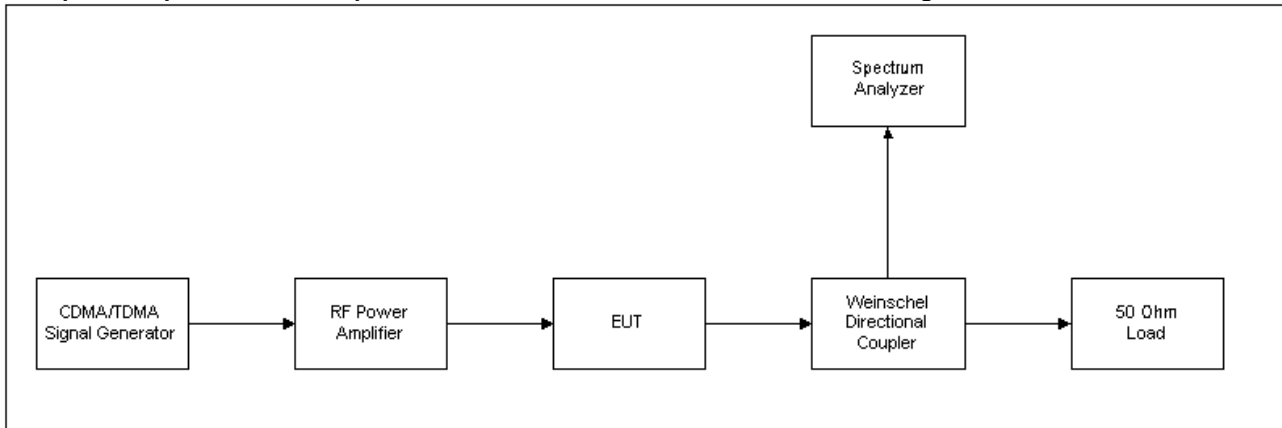 Spectrum
Analyzer
CDMA/TDMA
Signal Generator
RF Power
Amplifier
EUT
Weinschel
Directional
Coupler
50 Ohm
Load